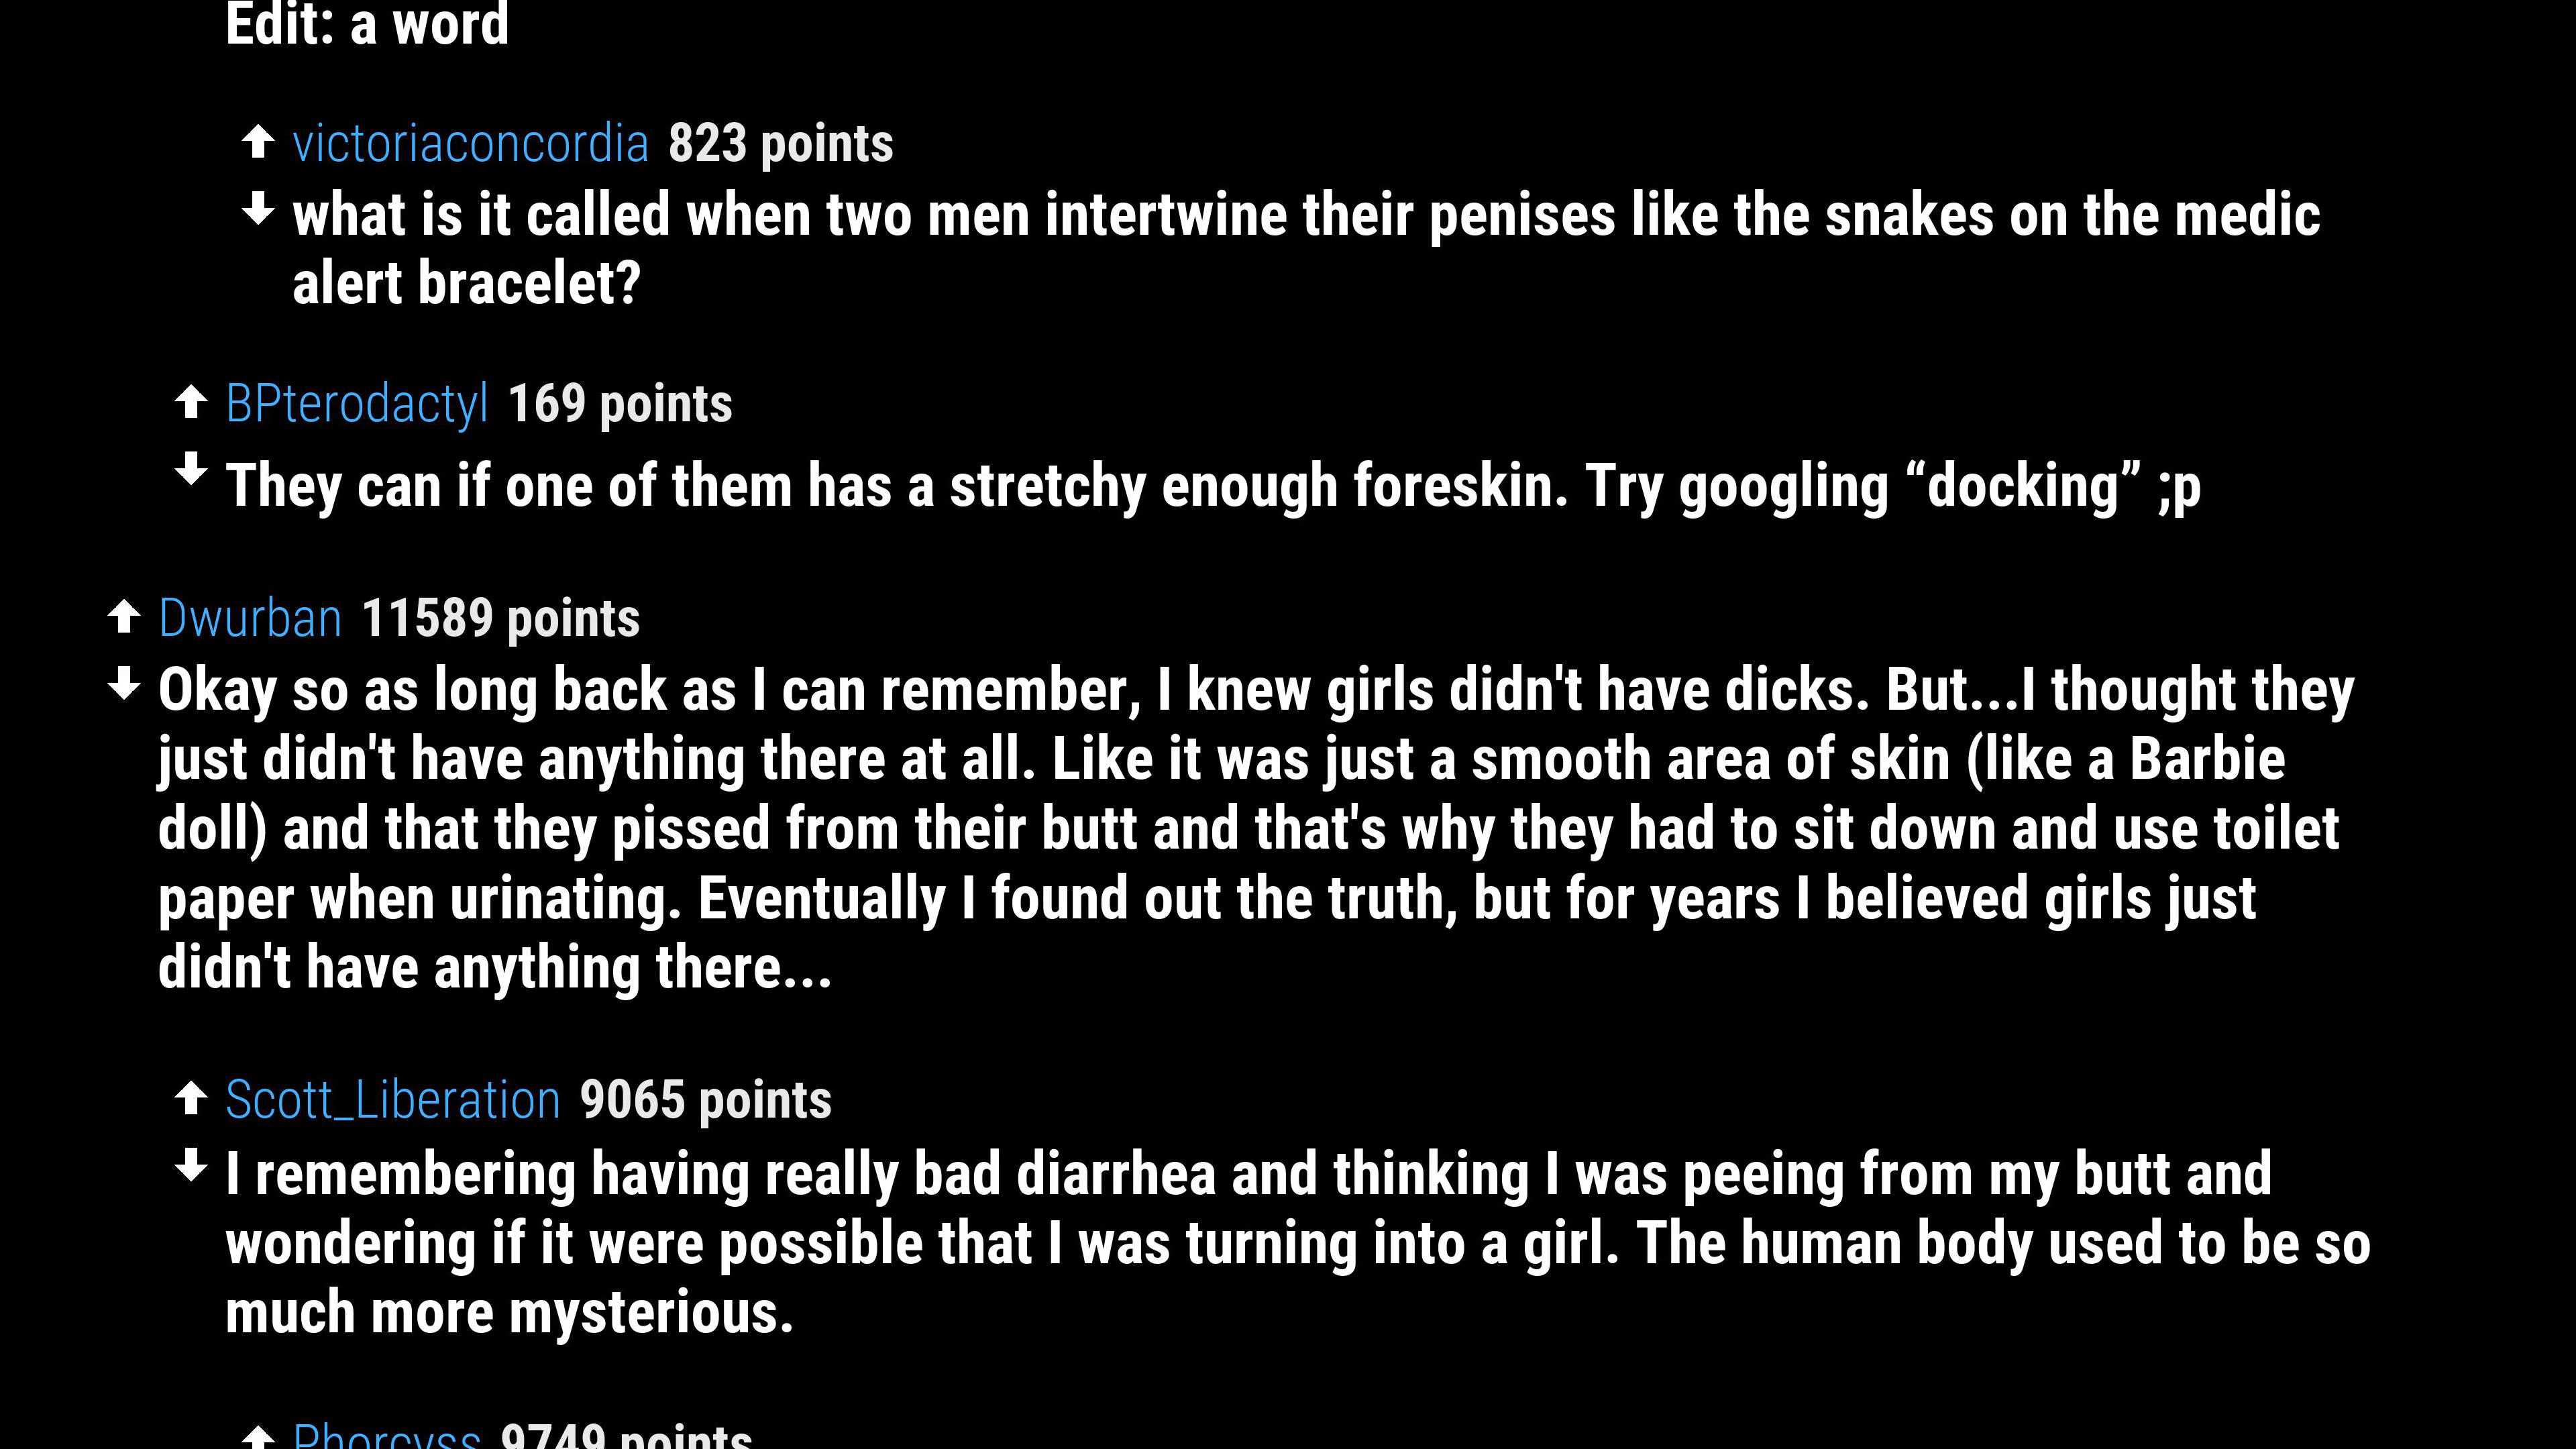 Edit: a word
victoriaconcordia 823 points
what is it called when two men intertwine their penises like the snakes on the medic
alert bracelet?
BPterodactyl 169 points
They can if one of them has a stretchy enough foreskin. Try googling “docking” ;p
Dwurban 11589 points
Okay so as long back as I can remember, I knew girls didn't have dicks. But...I thought they
just didn't have anything there at all. Like it was just a smooth area of skin (like a Barbie
doll) and that they pissed from their butt and that's why they had to sit down and use toilet
paper when urinating. Eventually I found out the truth, but for years I believed girls just
didn't have anything there...
Scott_Liberation 9065 points
I remembering having really bad diarrhea and thinking I was peeing from my butt and
wondering if it were possible that I was turning into a girl. The human body used to be so
much more mysterious.
Phorcyss 9749 points